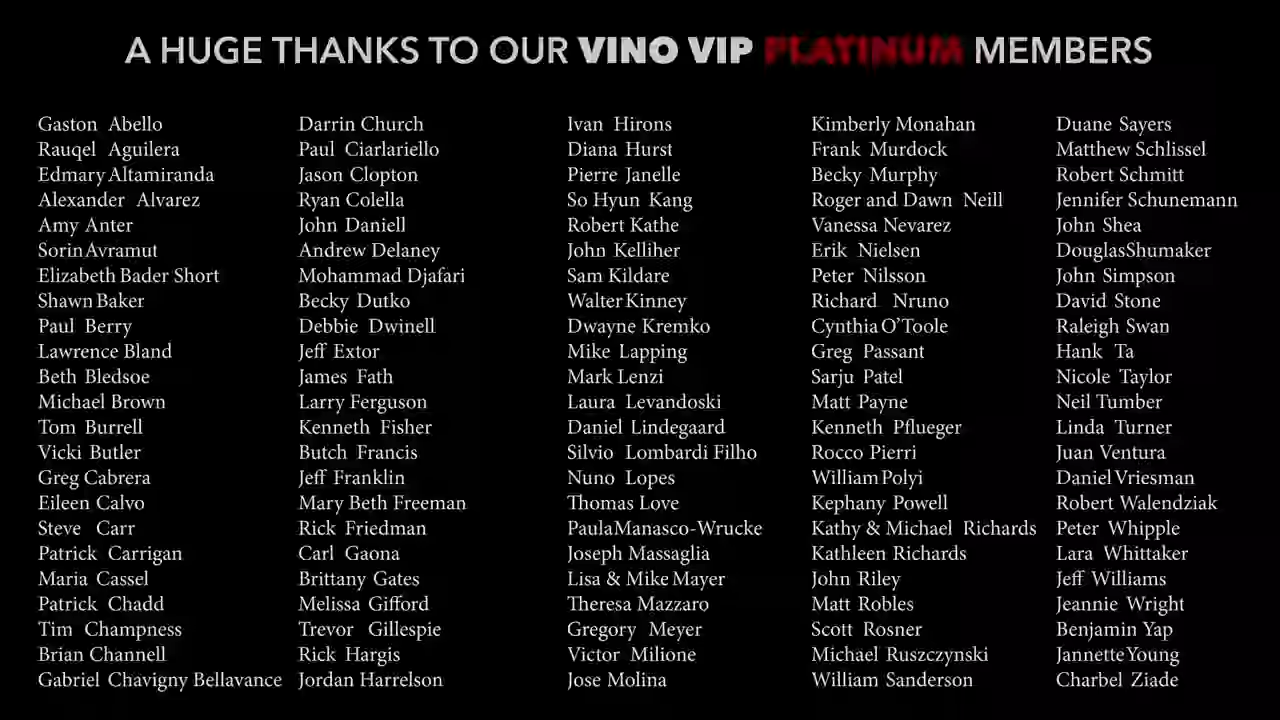 A HUGE THANKS TO OUR VINO VIP PLATINUM MEMBERS
Gaston Abello
Rauqel Aguilera
Edmary Altamiranda
Alexander Alvarez
Amy Anter
Sorin Avramut
Elizabeth Bader Short
Shawn Baker
Paul Berry
Lawrence Bland
Beth Bledsoe
Michael Brown
Tom Burrell
Vicki Butler
Greg Cabrera
Eileen Calvo
Steve Carr
Patrick Carrigan
Maria Cassel
Patrick Chadd
Tim Champness
Brian Channell
Gabriel Chavigny Bellavance
Darrin Church
Paul Ciarlariello
Jason Clopton
Ryan Colella
John Daniell
Andrew Delaney
Mohammad Djafari
Becky Dutko
Debbie Dwinell
Jeff Extor
James Fath
Larry Ferguson
Kenneth Fisher
Butch Francis
Jeff Franklin
Mary Beth Freeman
Rick Friedman
Carl Gaona
Brittany Gates
Melissa Gifford
Trevor Gillespie
Rick Hargis
Jordan Harrelson
Ivan Hirons
Diana Hurst
Pierre Janelle
So Hyun Kang
Robert Kathe
John Kelliher
Sam Kildare
Walter Kinney
Dwayne Kremko
Mike Lapping
Mark Lenzi
Laura Levandoski
Daniel Lindegaard
Silvio Lombardi Filho
Nuno Lopes
Thomas Love
Paula Manasco-Wrucke
Joseph Massaglia
Lisa & Mike Mayer
Theresa Mazzaro
Gregory Meyer
Victor Milione
Jose Molina
Kimberly Monahan
Frank Murdock
Becky Murphy
Roger and Dawn Neill
Vanessa Nevarez
Erik Nielsen
Peter Nilsson
Richard Nruno
Cynthia O'Toole
Greg Passant
Sarju Patel
Matt Payne
Kenneth Pflueger
Rocco Pierri
William Polyi
Kephany Powell
Kathy & Michael Richards
Kathleen Richards
John Riley
Matt Robles
Scott Rosner
Michael Ruszczynski
William Sanderson
Duane Sayers
Matthew Schlissel
Robert Schmitt
Jennifer Schunemann
John Shea
Douglas Shumaker
John Simpson
David Stone
Raleigh Swan
Hank Ta
Nicole Taylor
Neil Tumber
Linda Turner
Juan Ventura
Daniel Vriesman
Robert Walendziak
Peter Whipple
Lara Whittaker
Jeff Williams
Jeannie Wright
Benjamin Yap
Jannette Young
Charbel Ziade